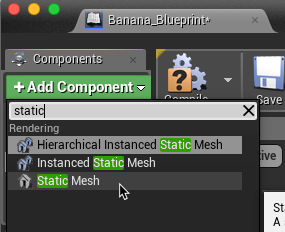 Banana_Blueprint*
Components
+Add Component
Compile
Save
static
Rendering
Hierarchical Instanced Static Mesh
Instanced Static Mesh
Static Mesh